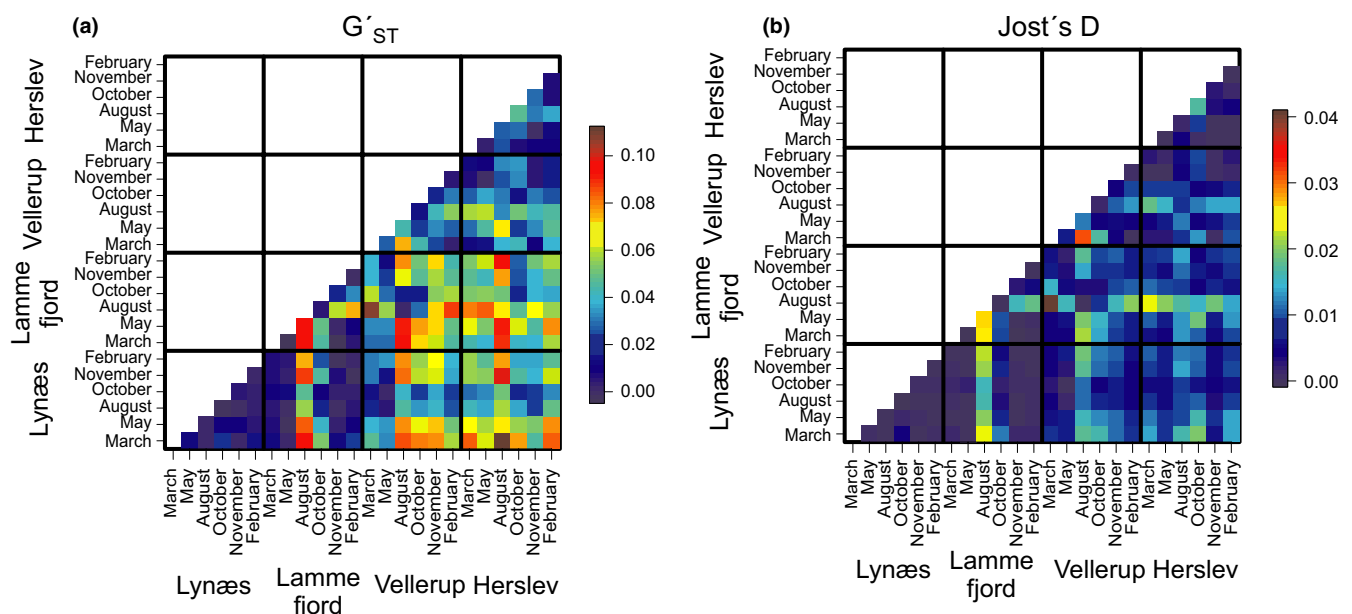 (a)
G´ST
February
November
October
August
May
March
February
November
October
August
May
March
February
November
October
August
May
March
February
November
October
August
May
March
Herslev
Vellerup
Lamme
fjord
Lynæs
0.10
0.08
0.06
0.04
0.02
0.00
March
May
August
October
November
February
March
May
August
October
November
February
March
May
August
October
November
February
March
May
August
October
November
February
Lynæs
Lamme
fiord
Vellerup
Herslev
(b)
Jost´s D
February
November
October
August
May
March
February
November
October
August
May
March
February
November
October
August
May
March
February
November
October
August
May
March
Herslev
Vellerup
Lamme
fjord
Lynæs
0.04
0.03
0.02
0.01
0.00
March
May
August
October
November
February
March
May
August
October
November
February
March
May
August
October
November
February
March
May
August
October
November
February
Lynæs
Lamme
fjord
Vellerup
Herslev